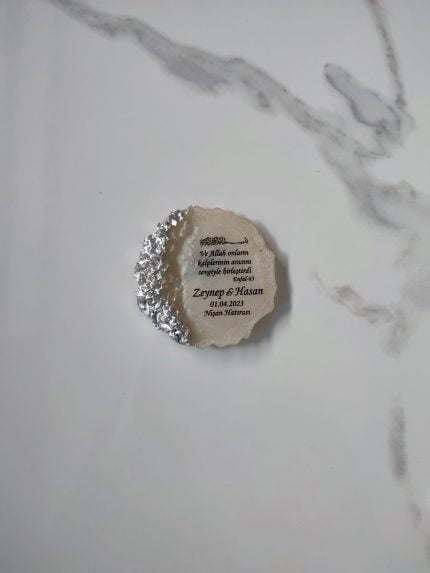 Ve Allah onların
kalplerinin arasını
sevgiyle birleştirdi
Enfal-63
Zeynep & Hasan
01.04.2023
Nişan Hatırası